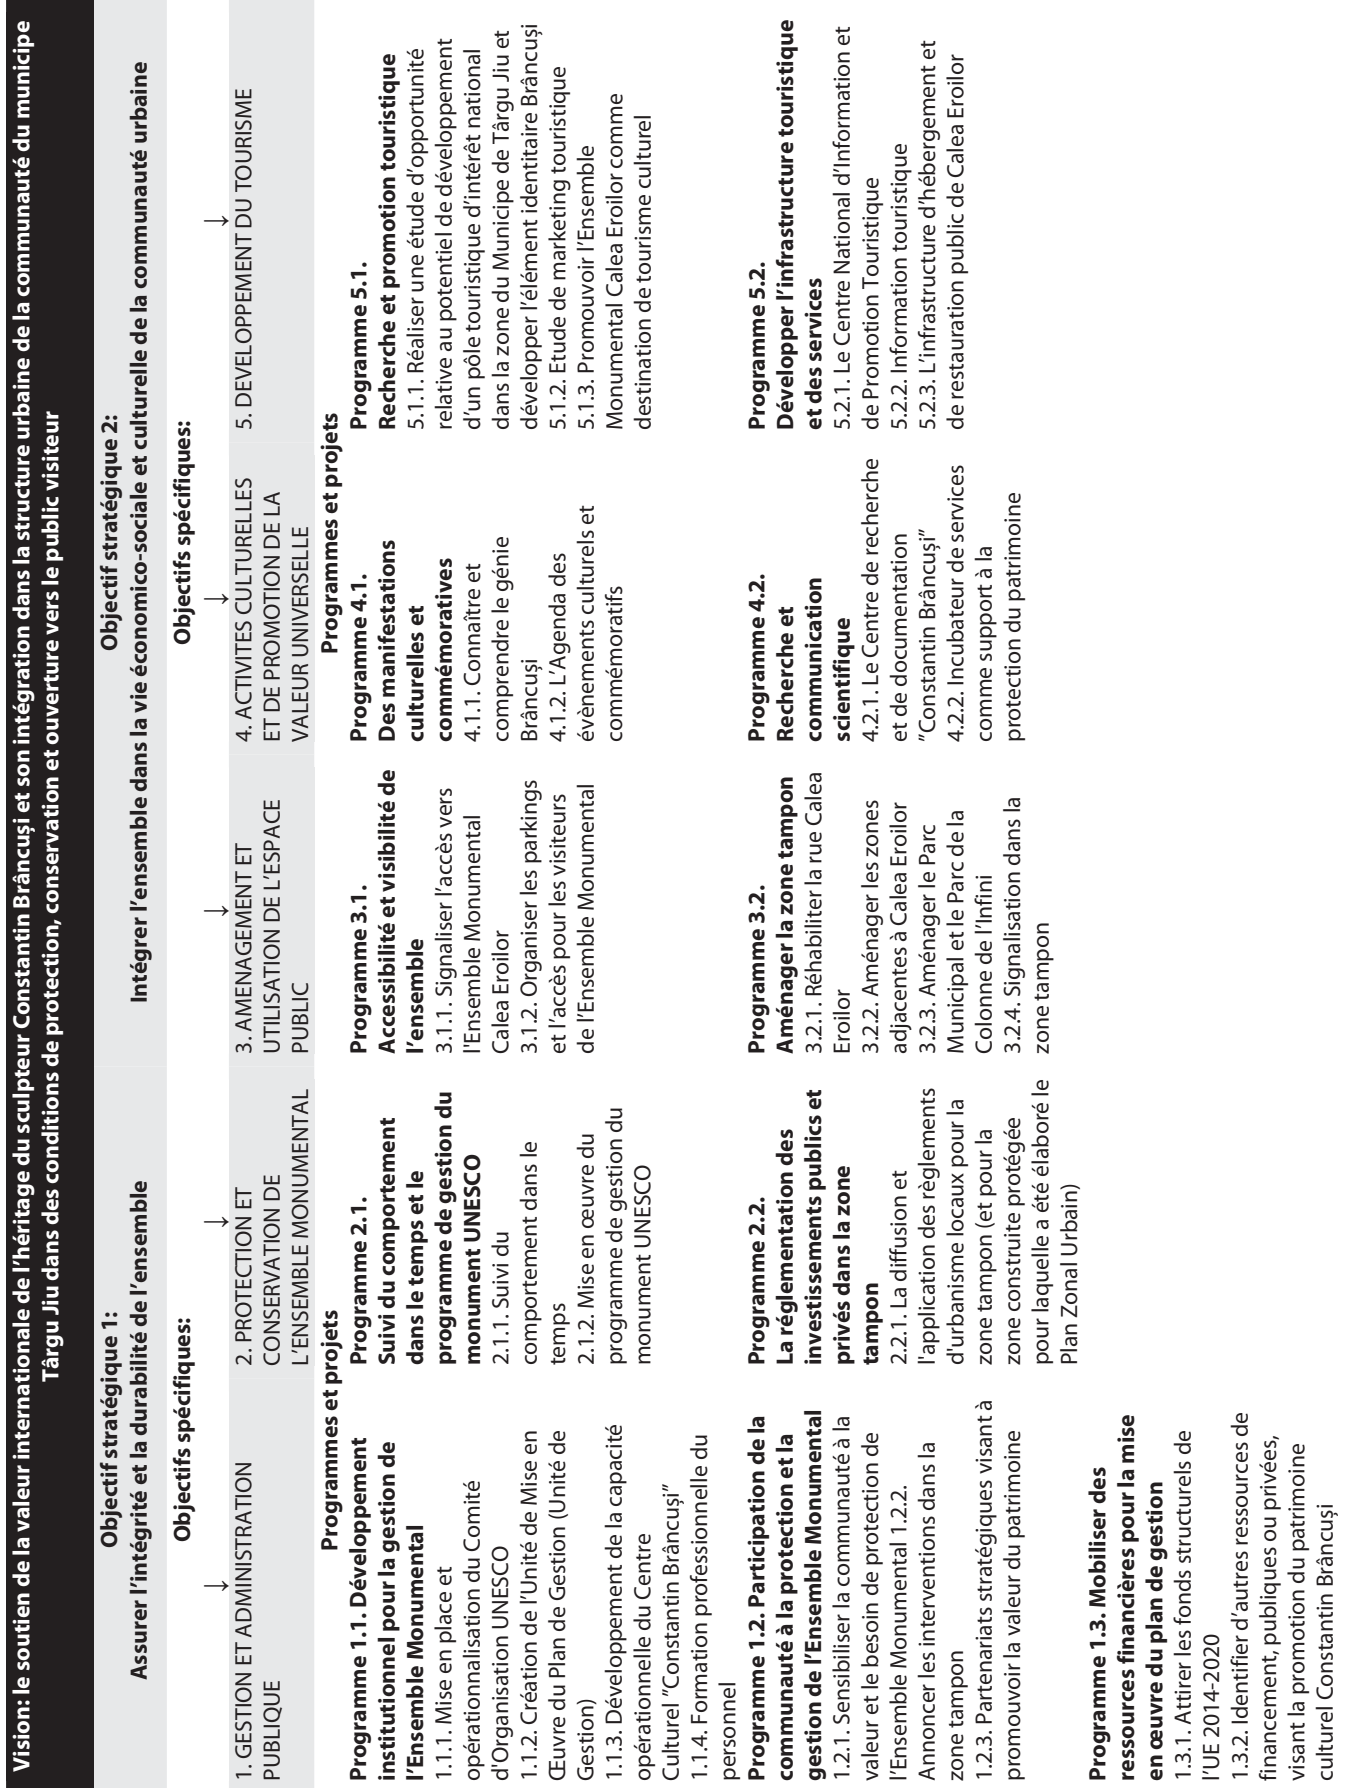 Vision: le soutien de la valeur internationale de l'héritage du sculpteur Constantin Brâncuși et son intégration dans la structure urbaine de la communauté du municipe
Târgu Jiu dans des conditions de protection, conservation et ouverture vers le public visiteur
Objectif stratégique 1:
Assurer l'intégrité et la durabilité de l'ensemble
Objectif stratégique 2:
Intégrer l'ensemble dans la vie économico-sociale et culturelle de la communauté urbaine
Objectifs spécifiques:
Objectifs spécifiques:
→
→
→
→
→
1. GESTION ET ADMINISTRATION
PUBLIQUE
2. PROTECTION ET
CONSERVATION DE
L'ENSEMBLE MONUMENTAL
3. AMENAGEMENT ET
UTILISATION DE L'ESPACE
PUBLIC
4. ACTIVITES CULTURELLES
ET DE PROMOTION DE LA
VALEUR UNIVERSELLE
5. DEVELOPPEMENT DU TOURISME
Programmes et projets
Programmes et projets
Programme 1.1. Développement
institutionnel pour la gestion de
l'Ensemble Monumental
1.1.1. Mise en place et
opérationnalisation du Comité
d'Organisation UNESCO
1.1.2. Création de l'Unité de Mise en
Œuvre du Plan de Gestion (Unité de
Gestion)
1.1.3. Développement de la capacité
opérationnelle du Centre
Culturel "Constantin Brâncuși"
1.1.4. Formation professionnelle du
personnel
Programme 2.1.
Suivi du comportement
dans le temps et le
programme de gestion du
monument UNESCO
2.1.1. Suivi du
comportement dans le
temps
2.1.2. Mise en œuvre du
programme de gestion du
monument UNESCO
Programme 3.1.
Accessibilité et visibilité de
l'ensemble
3.1.1. Signaliser l'accès vers
l'Ensemble Monumental
Calea Eroilor
3.1.2. Organiser les parkings
et l'accès pour les visiteurs
de l'Ensemble Monumental
Programme 4.1.
Des manifestations
culturelles et
commémoratives
4.1.1. Connaître et
comprendre le génie
Brâncuși
4.1.2. L'Agenda des
évènements culturels et
commémoratifs
Programme 5.1.
Recherche et promotion touristique
5.1.1. Réaliser une étude d'opportunité
relative au potentiel de développement
d'un pôle touristique d'intérêt national
dans la zone du Municipe de Târgu Jiu et
développer l'élément identitaire Brâncuși
5.1.2. Etude de marketing touristique
5.1.3. Promouvoir l'Ensemble
Monumental Calea Eroilor comme
destination de tourisme culturel
Programme 1.2. Participation de la
communauté à la protection et la
gestion de l'Ensemble Monumental
1.2.1. Sensibiliser la communauté à la
valeur et le besoin de protection de
l'Ensemble Monumental 1.2.2.
Annoncer les interventions dans la
zone tampon
1.2.3. Partenariats stratégiques visant à
promouvoir la valeur du patrimoine
Programme 2.2.
La réglementation des
investissements publics et
privés dans la zone
tampon
2.2.1. La diffusion et
l'application des règlements
d'urbanisme locaux pour la
zone tampon (et pour la
zone construite protégée
pour laquelle a été élaboré le
Plan Zonal Urbain)
Programme 3.2.
Aménager la zone tampon
3.2.1. Réhabiliter la rue Calea
Eroilor
3.2.2. Aménager les zones
adjacentes à Calea Eroilor
3.2.3. Aménager le Parc
Municipal et le Parc de la
Colonne de l'Infini
3.2.4. Signalisation dans la
zone tampon
Programme 4.2.
Recherche et
communication
scientifique
4.2.1. Le Centre de recherche
et de documentation
"Constantin Brâncuși"
4.2.2. Incubateur de services
comme support à la
protection du patrimoine
Programme 5.2.
Développer l'infrastructure touristique
et des services
5.2.1. Le Centre National d'Information et
de Promotion Touristique
5.2.2. Information touristique
5.2.3. L'infrastructure d'hébergement et
de restauration public de Calea Eroilor
Programme 1.3. Mobiliser des
ressources financières pour la mise
en œuvre du plan de gestion
1.3.1. Attirer les fonds structurels de
l'UE 2014-2020
1.3.2. Identifier d'autres ressources de
financement, publiques ou privées,
visant la promotion du patrimoine
culturel Constantin Brâncuși